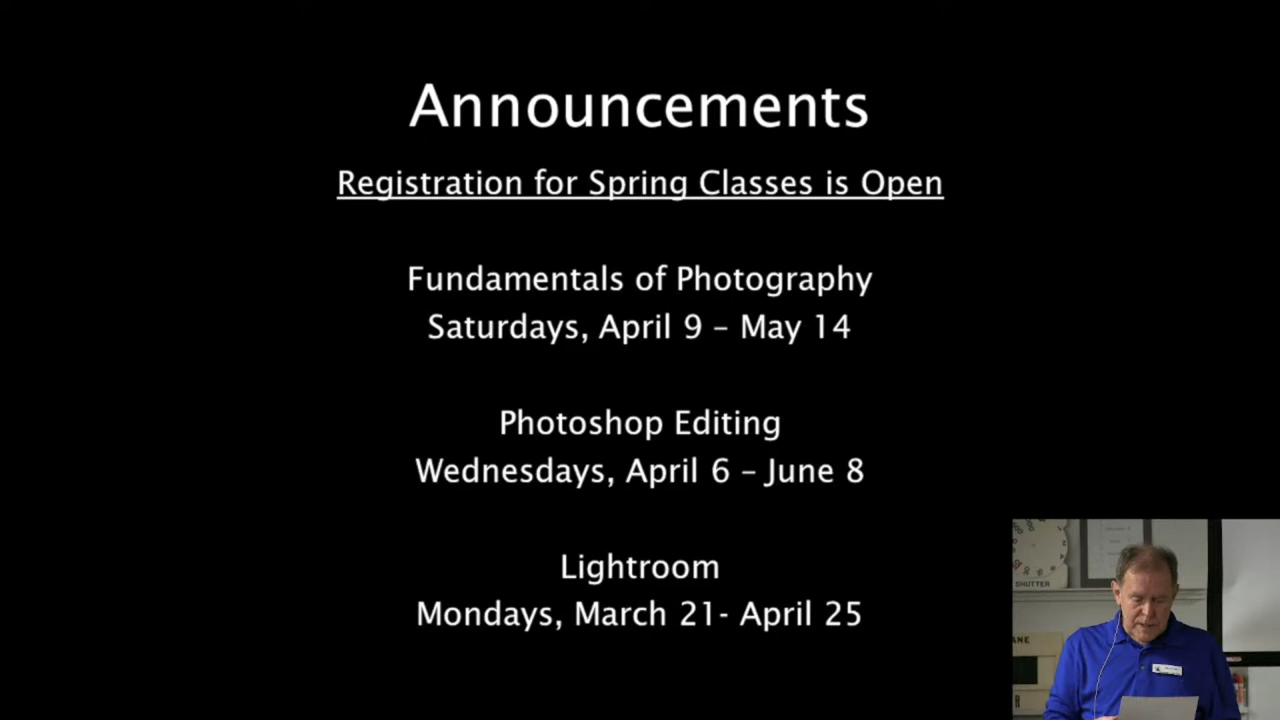 Announcements
Registration for Spring Classes is Open
Fundamentals of Photography
Saturdays, April 9 – May 14
Photoshop Editing
Wednesdays, April 6 – June 8
Lightroom
Mondays, March 21- April 25
SHUTTER